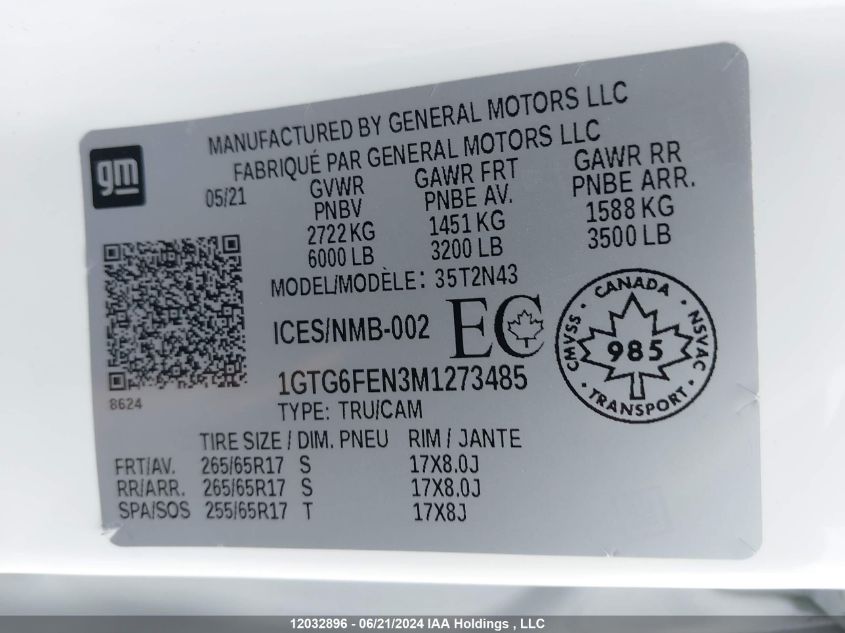 MANUFACTURED BY GENERAL MOTORS LLC
FABRIQUÉ PAR GENERAL MOTORS LLC
gm
05/21
GVWR
PNBV
2722 KG
6000 LB
GAWR FRT
PNBE AV.
1451 KG
3200 LB
GAWR RR
PNBE ARR.
1588 KG
3500 LB
MODEL/MODÈLE: 35T2N43
ICES/NMB-002
EC
CANADA
CMVSS
NSVAC
985
TRANSPORT
1GTG6FEN3M1273485
8624
TYPE: TRU/CAM
TIRE SIZE / DIM. PNEU RIM / JANTE
FRT/AV. 265/65R17 S 17X8.0J
RR/ARR. 265/65R17 S 17X8.0J
SPA/SOS 255/65R17 T 17X8J
12032896 - 06/21/2024 IAA Holdings , LLC